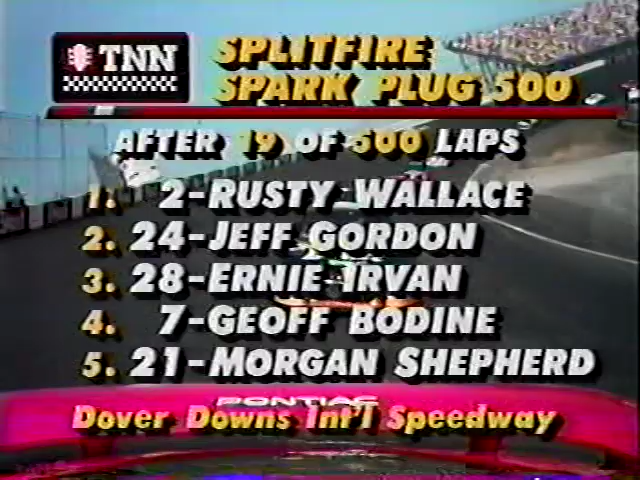 TNN
SPLITFIRE
SPARK PLUG 500
AFTER 19 OF 500 LAPS
1. 2-RUSTY WALLACE
2. 24-JEFF GORDON
3. 28-ERNIE IRVAN
4. 7-GEOFF BODINE
5. 21-MORGAN SHEPHERD
PONTIAC
Dover Downs Int'l Speedway